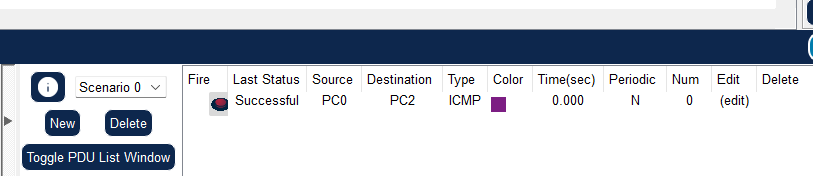 Fire Last Status Source Destination Type Color Time(sec) Periodic Num Edit Delete
Scenario 0
Successful PC0 PC2 ICMP 0.000 N 0 (edit)
New Delete
Toggle PDU List Window